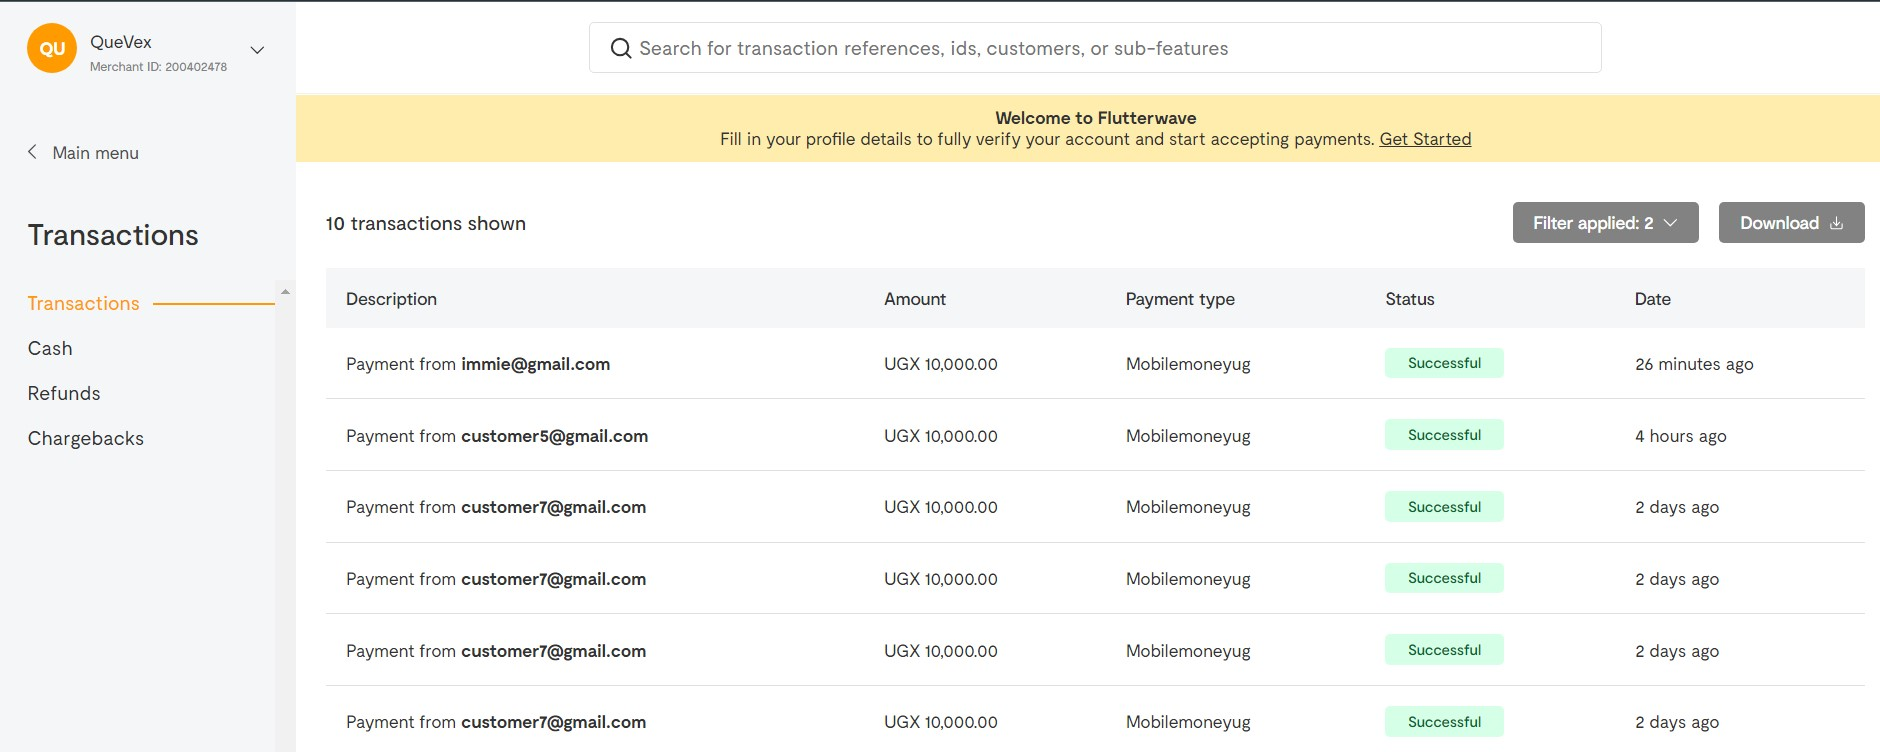 QU
QueVex
Merchant ID: 200402478
Search for transaction references, ids, customers, or sub-features
Welcome to Flutterwave
Fill in your profile details to fully verify your account and start accepting payments. Get Started
Main menu
Transactions
Transactions
Cash
Refunds
Chargebacks
10 transactions shown
Filter applied: 2
Download
Description Amount Payment type Status Date
Payment from immie@gmail.com UGX 10,000.00 Mobilemoneyug Successful 26 minutes ago
Payment from customer5@gmail.com UGX 10,000.00 Mobilemoneyug Successful 4 hours ago
Payment from customer7@gmail.com UGX 10,000.00 Mobilemoneyug Successful 2 days ago
Payment from customer7@gmail.com UGX 10,000.00 Mobilemoneyug Successful 2 days ago
Payment from customer7@gmail.com UGX 10,000.00 Mobilemoneyug Successful 2 days ago
Payment from customer7@gmail.com UGX 10,000.00 Mobilemoneyug Successful 2 days ago